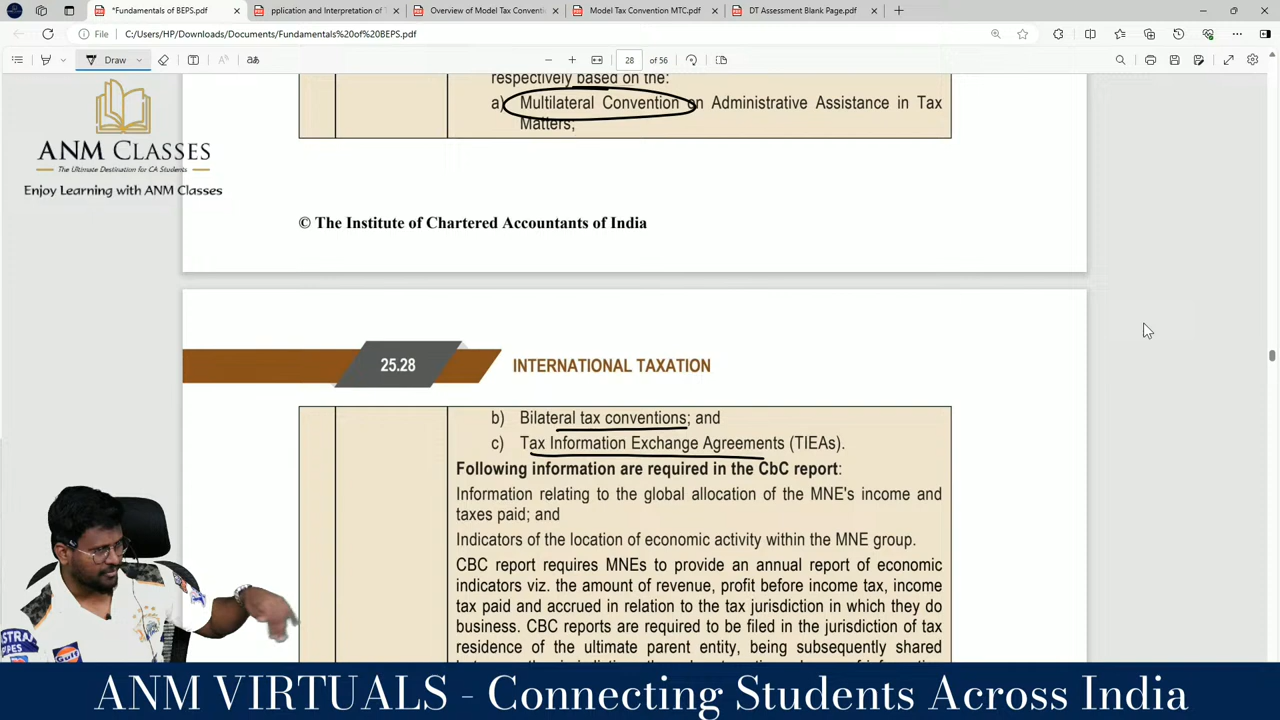 *Fundamentals of BEPS.pdf
pplication and Interpretation of T
Overview of Model Tax Conventi
Model Tax Convention MTC.pdf
DT Assessment Blank Page.pdf
File
C:/Users/HP/Downloads/Documents/Fundamentals%20of%20BEPS.pdf
Draw
aあ
28 of 56
respectively based on the:
a) Multilateral Convention on Administrative Assistance in Tax
Matters;
ANM CLASSES
The Ultimate Destination for CA Students
Enjoy Learning with ANM Classes
© The Institute of Chartered Accountants of India
25.28 INTERNATIONAL TAXATION
b) Bilateral tax conventions; and
c) Tax Information Exchange Agreements (TIEAs).
Following information are required in the CbC report:
Information relating to the global allocation of the MNE's income and
taxes paid; and
Indicators of the location of economic activity within the MNE group.
CBC report requires MNEs to provide an annual report of economic
indicators viz. the amount of revenue, profit before income tax, income
tax paid and accrued in relation to the tax jurisdiction in which they do
business. CBC reports are required to be filed in the jurisdiction of tax
residence of the ultimate parent entity, being subsequently shared
Gulf
ANM VIRTUALS - Connecting Students Across India